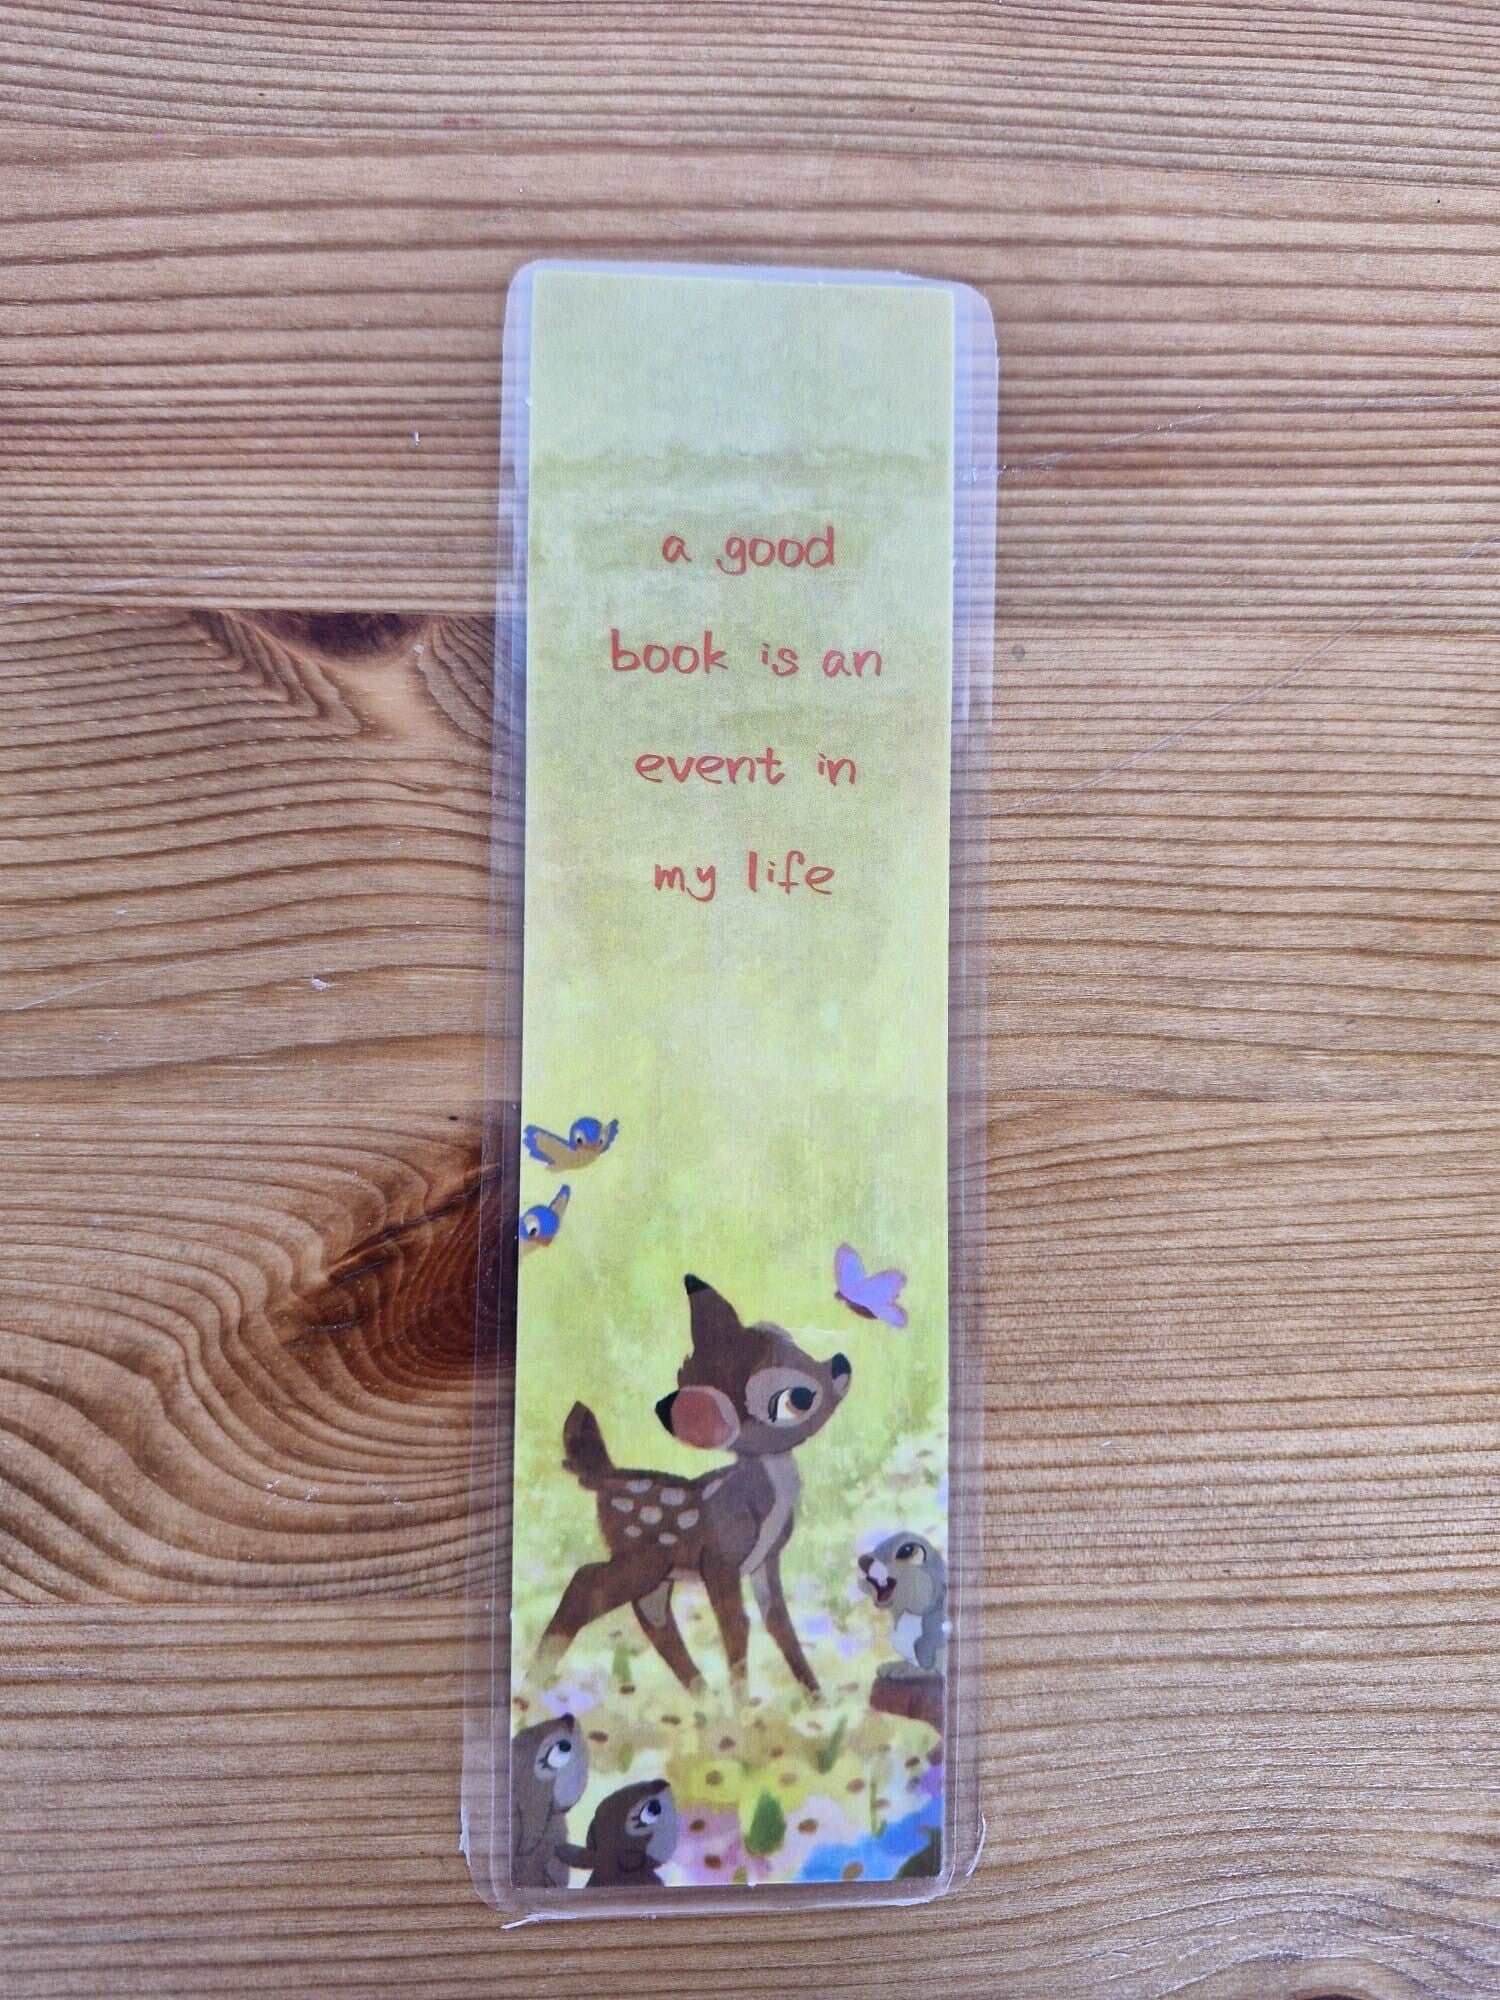 a good
book is an
event in
my life